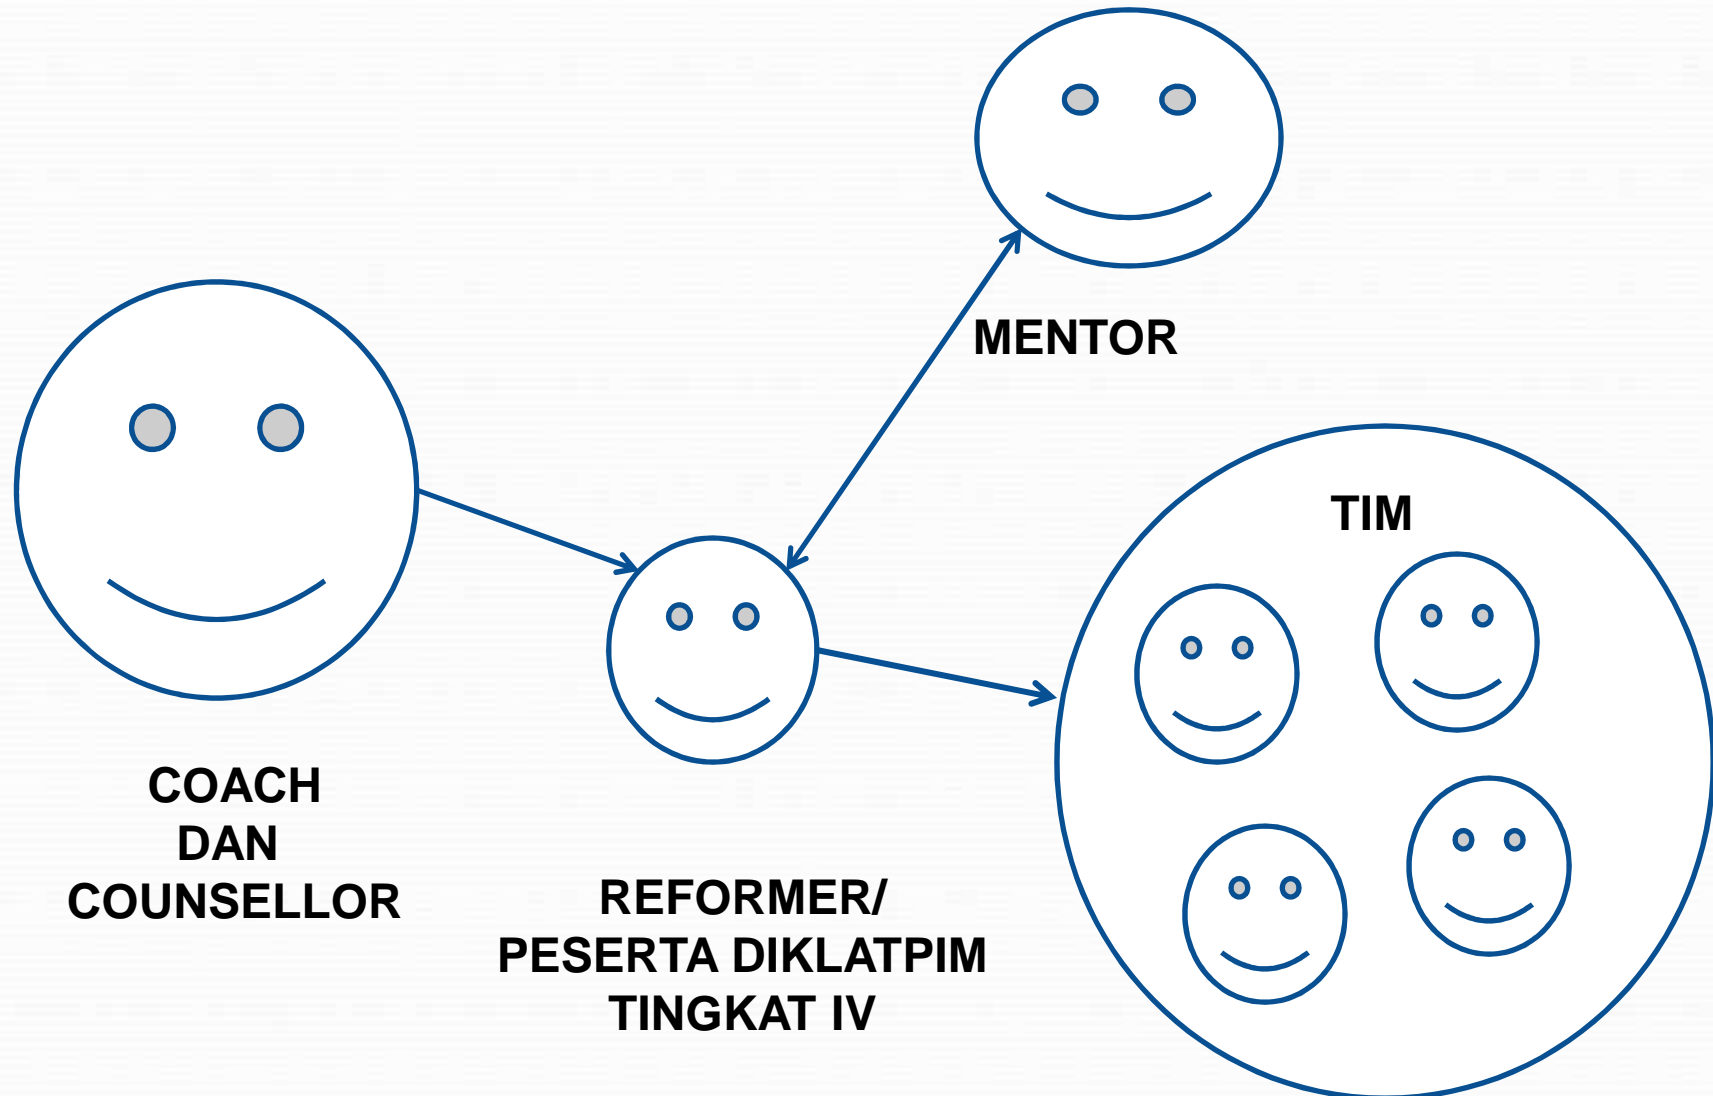 MENTOR
TIM
COACH
DAN
COUNSELLOR
REFORMER/
PESERTA DIKLATPIM
TINGKAT IV